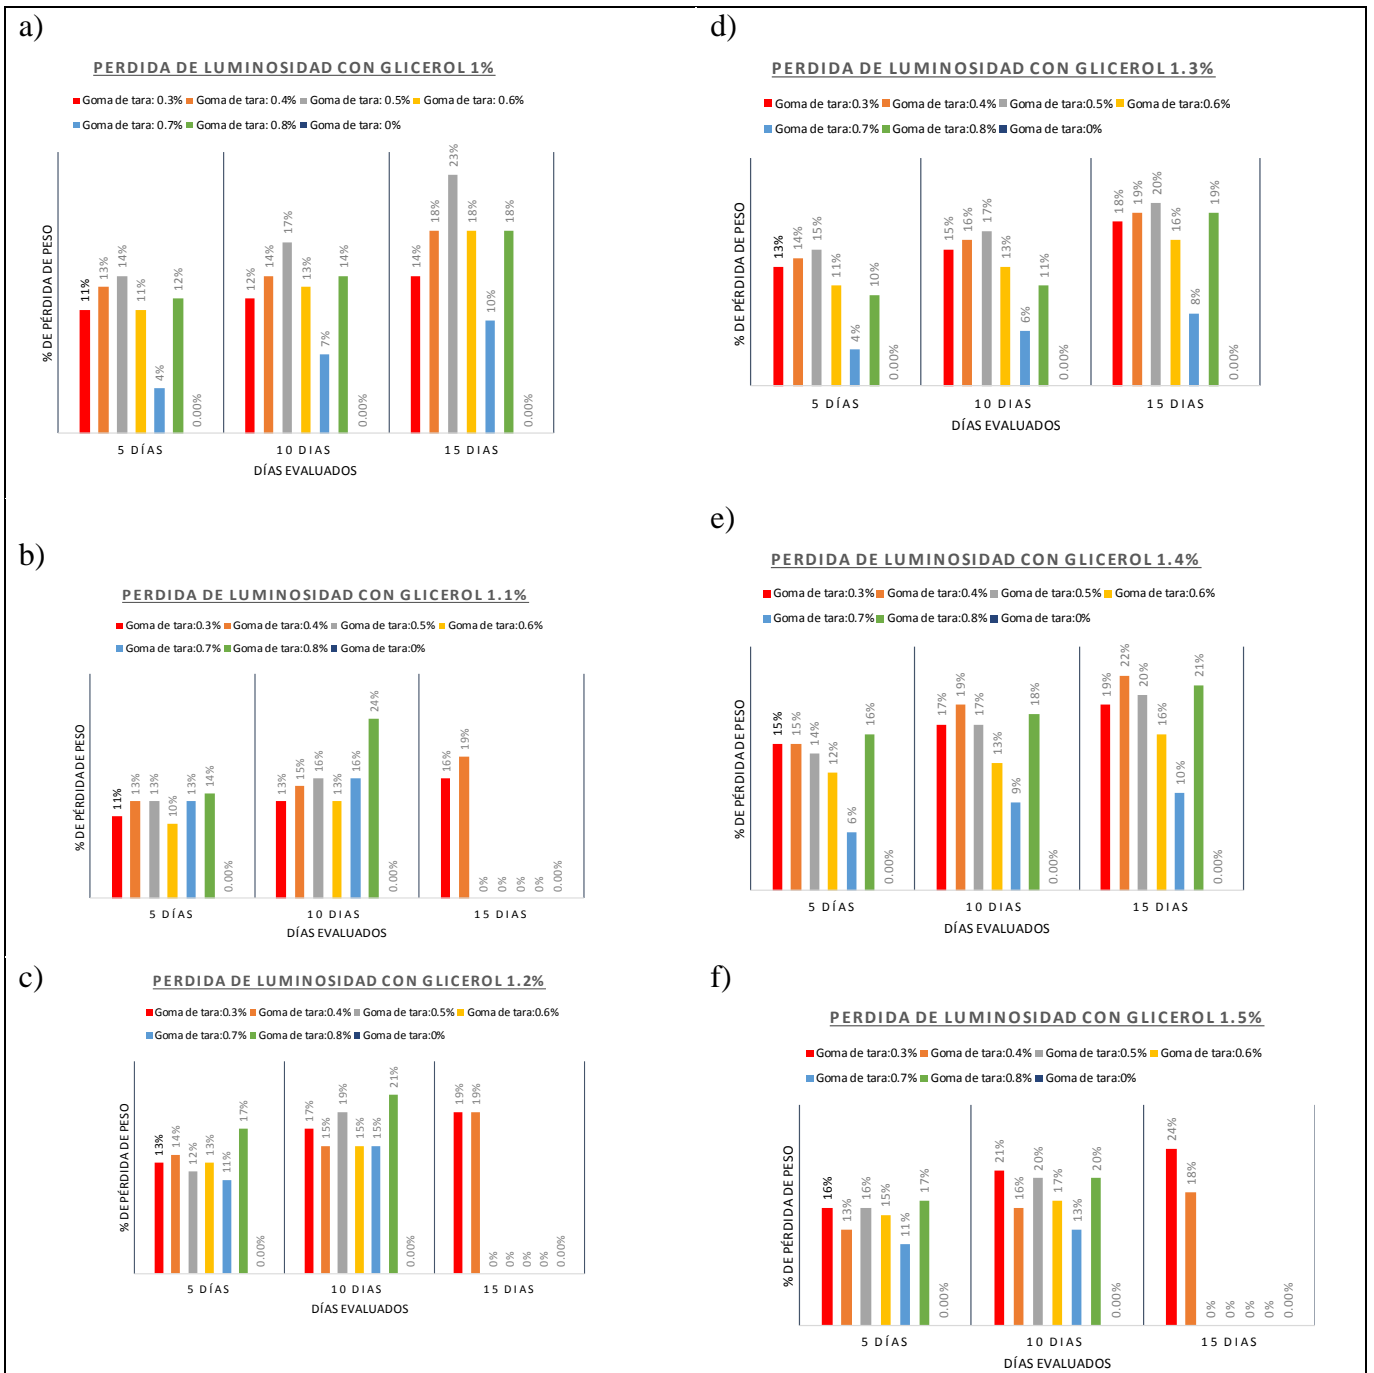 a)
PERDIDA DE LUMINOSIDAD CON GLICEROL 1%
Goma de tara: 0.3% Goma de tara: 0.4% Goma de tara: 0.5% Goma de tara: 0.6%
Goma de tara: 0.7% Goma de tara: 0.8% Goma de tara: 0%
% DE PÉRDIDA DE PESO
11% 13% 14% 11% 4% 12% 0.00%
12% 14% 17% 13% 7% 14% 0.00%
14% 18% 23% 18% 10% 18% 0.00%
5 DÍAS 10 DIAS 15 DIAS
DÍAS EVALUADOS
b)
PERDIDA DE LUMINOSIDAD CON GLICEROL 1.1%
Goma de tara:0.3% Goma de tara:0.4% Goma de tara:0.5% Goma de tara:0.6%
Goma de tara:0.7% Goma de tara:0.8% Goma de tara:0%
% DE PÉRDIDA DE PESO
11% 13% 13% 10% 13% 14% 0.00%
13% 15% 16% 13% 16% 24% 0.00%
16% 19% 0% 0% 0% 0% 0.00%
5 DÍAS 10 DIAS 15 DIAS
DÍAS EVALUADOS
c)
PERDIDA DE LUMINOSIDAD CON GLICEROL 1.2%
Goma de tara:0.3% Goma de tara:0.4% Goma de tara:0.5% Goma de tara:0.6%
Goma de tara:0.7% Goma de tara:0.8% Goma de tara:0%
% DE PÉRDIDA DE PESO
13% 14% 12% 13% 11% 17% 0.00%
17% 15% 19% 15% 15% 21% 0.00%
19% 19% 0% 0% 0% 0% 0.00%
5 DÍAS 10 DIAS 15 DIAS
DÍAS EVALUADOS
d)
PERDIDA DE LUMINOSIDAD CON GLICEROL 1.3%
Goma de tara:0.3% Goma de tara:0.4% Goma de tara:0.5% Goma de tara:0.6%
Goma de tara:0.7% Goma de tara:0.8% Goma de tara:0%
% DE PÉRDIDA DE PESO
13% 14% 15% 11% 4% 10% 0.00%
15% 16% 17% 13% 6% 11% 0.00%
18% 19% 20% 16% 8% 19% 0.00%
5 DÍAS 10 DIAS 15 DIAS
DÍAS EVALUADOS
e)
PERDIDA DE LUMINOSIDAD CON GLICEROL 1.4%
Goma de tara:0.3% Goma de tara:0.4% Goma de tara:0.5% Goma de tara:0.6%
Goma de tara:0.7% Goma de tara:0.8% Goma de tara:0%
% DE PÉRDIDA DE PESO
15% 15% 14% 12% 6% 16% 0.00%
17% 19% 17% 13% 9% 18% 0.00%
19% 22% 20% 16% 10% 21% 0.00%
5 DÍAS 10 DIAS 15 DIAS
DÍAS EVALUADOS
f)
PERDIDA DE LUMINOSIDAD CON GLICEROL 1.5%
Goma de tara:0.3% Goma de tara:0.4% Goma de tara:0.5% Goma de tara:0.6%
Goma de tara:0.7% Goma de tara:0.8% Goma de tara:0%
% DE PÉRDIDA DE PESO
16% 13% 16% 15% 11% 17% 0.00%
21% 16% 20% 17% 13% 20% 0.00%
24% 18% 0% 0% 0% 0% 0.00%
5 DÍAS 10 DIAS 15 DIAS
DÍAS EVALUADOS